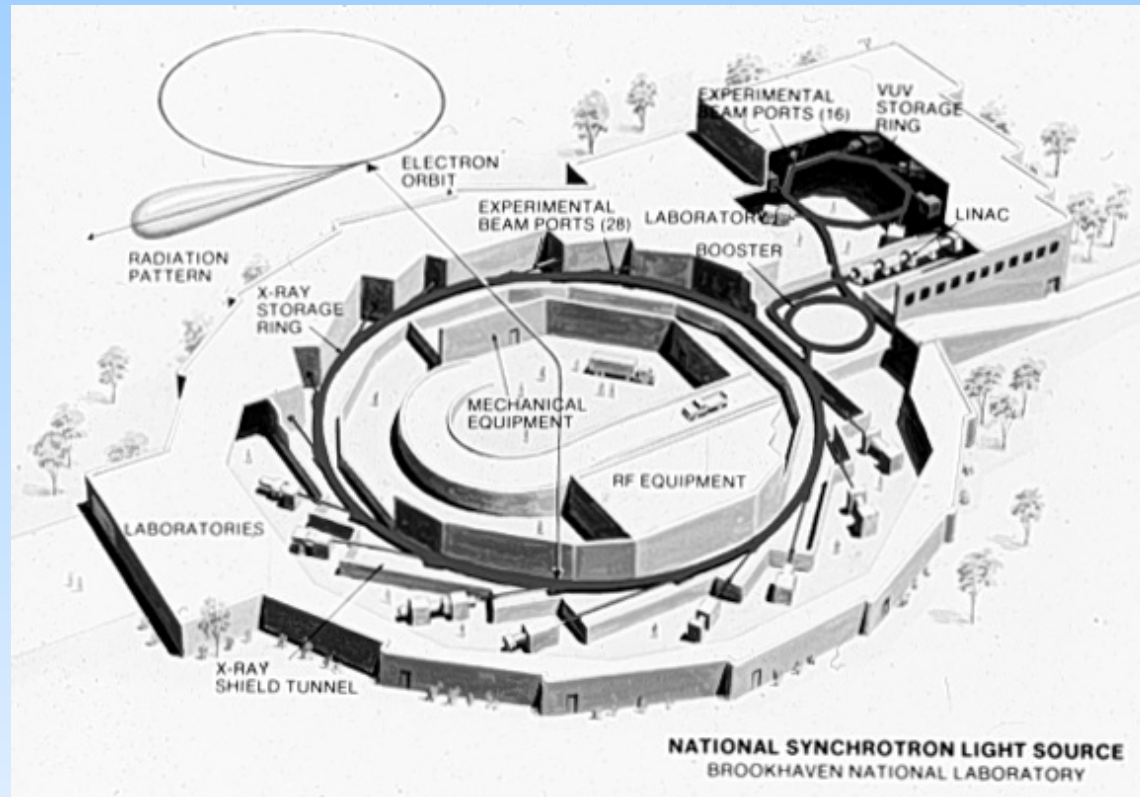 EXPERIMENTAL
BEAM PORTS (16)
VUV
STORAGE
RING
ELECTRON
ORBIT
EXPERIMENTAL
BEAM PORTS (28)
LABORATORY
LINAC
BOOSTER
RADIATION
PATTERN
X-RAY
STORAGE
RING
MECHANICAL
EQUIPMENT
RF EQUIPMENT
LABORATORIES
X-RAY
SHIELD TUNNEL
NATIONAL SYNCHROTRON LIGHT SOURCE
BROOKHAVEN NATIONAL LABORATORY